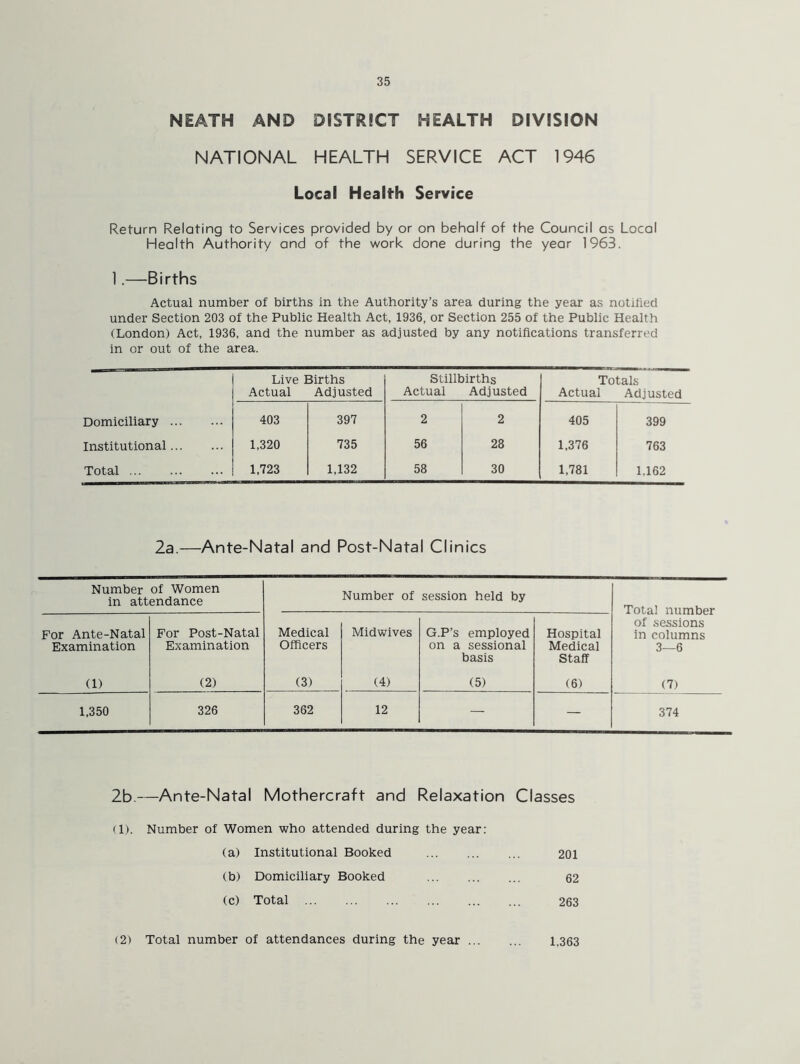 35
NEATH AND DISTRICT HEALTH DIVISION
NATIONAL HEALTH SERVICE ACT 1946
Local Health Service
Return Relating to Services provided by or on behalf of the Council as Local
Health Authority and of the work done during the year 1963.
1.—Births
Actual number of births in the Authority's area during the year as notified
under Section 203 of the Public Health Act, 1936, or Section 255 of the Public Health
(London) Act, 1936, and the number as adjusted by any notifications transferred
in or out of the area.
Live Births Stillbirths Totals
Actual Adjusted Actual Adjusted Actual Adjusted
Domiciliary ... ... 403 397 2 2 405 399
Institutional ... ... 1,320 735 56 28 1,376 763
Total ... ... ... 1,723 1,132 58 30 1,781 1,162
2a.—Ante-Natal and Post-Natal Clinics
Number of Women
in attendance
Number of session held by
Total number
of sessions
in columns
3—6
For Ante-Natal
Examination
For Post-Natal
Examination
Medical
Officers
Midwives
G.P's employed
on a sessional
basis
Hospital
Medical
Staff
(1) (2) (3) (4) (5) (6) (7)
1,350 326 362 12 — — 374
2b.—Ante-Natal Mothercraft and Relaxation Classes
(1). Number of Women who attended during the year:
(a) Institutional Booked ... ... ... 201
(b) Domiciliary Booked ... ... ... 62
(c) Total ... ... ... ... ... ... 263
(2) Total number of attendances during the year ... ... 1,363